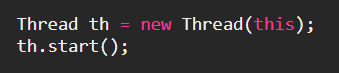 Thread th = new Thread(this);
th.start();